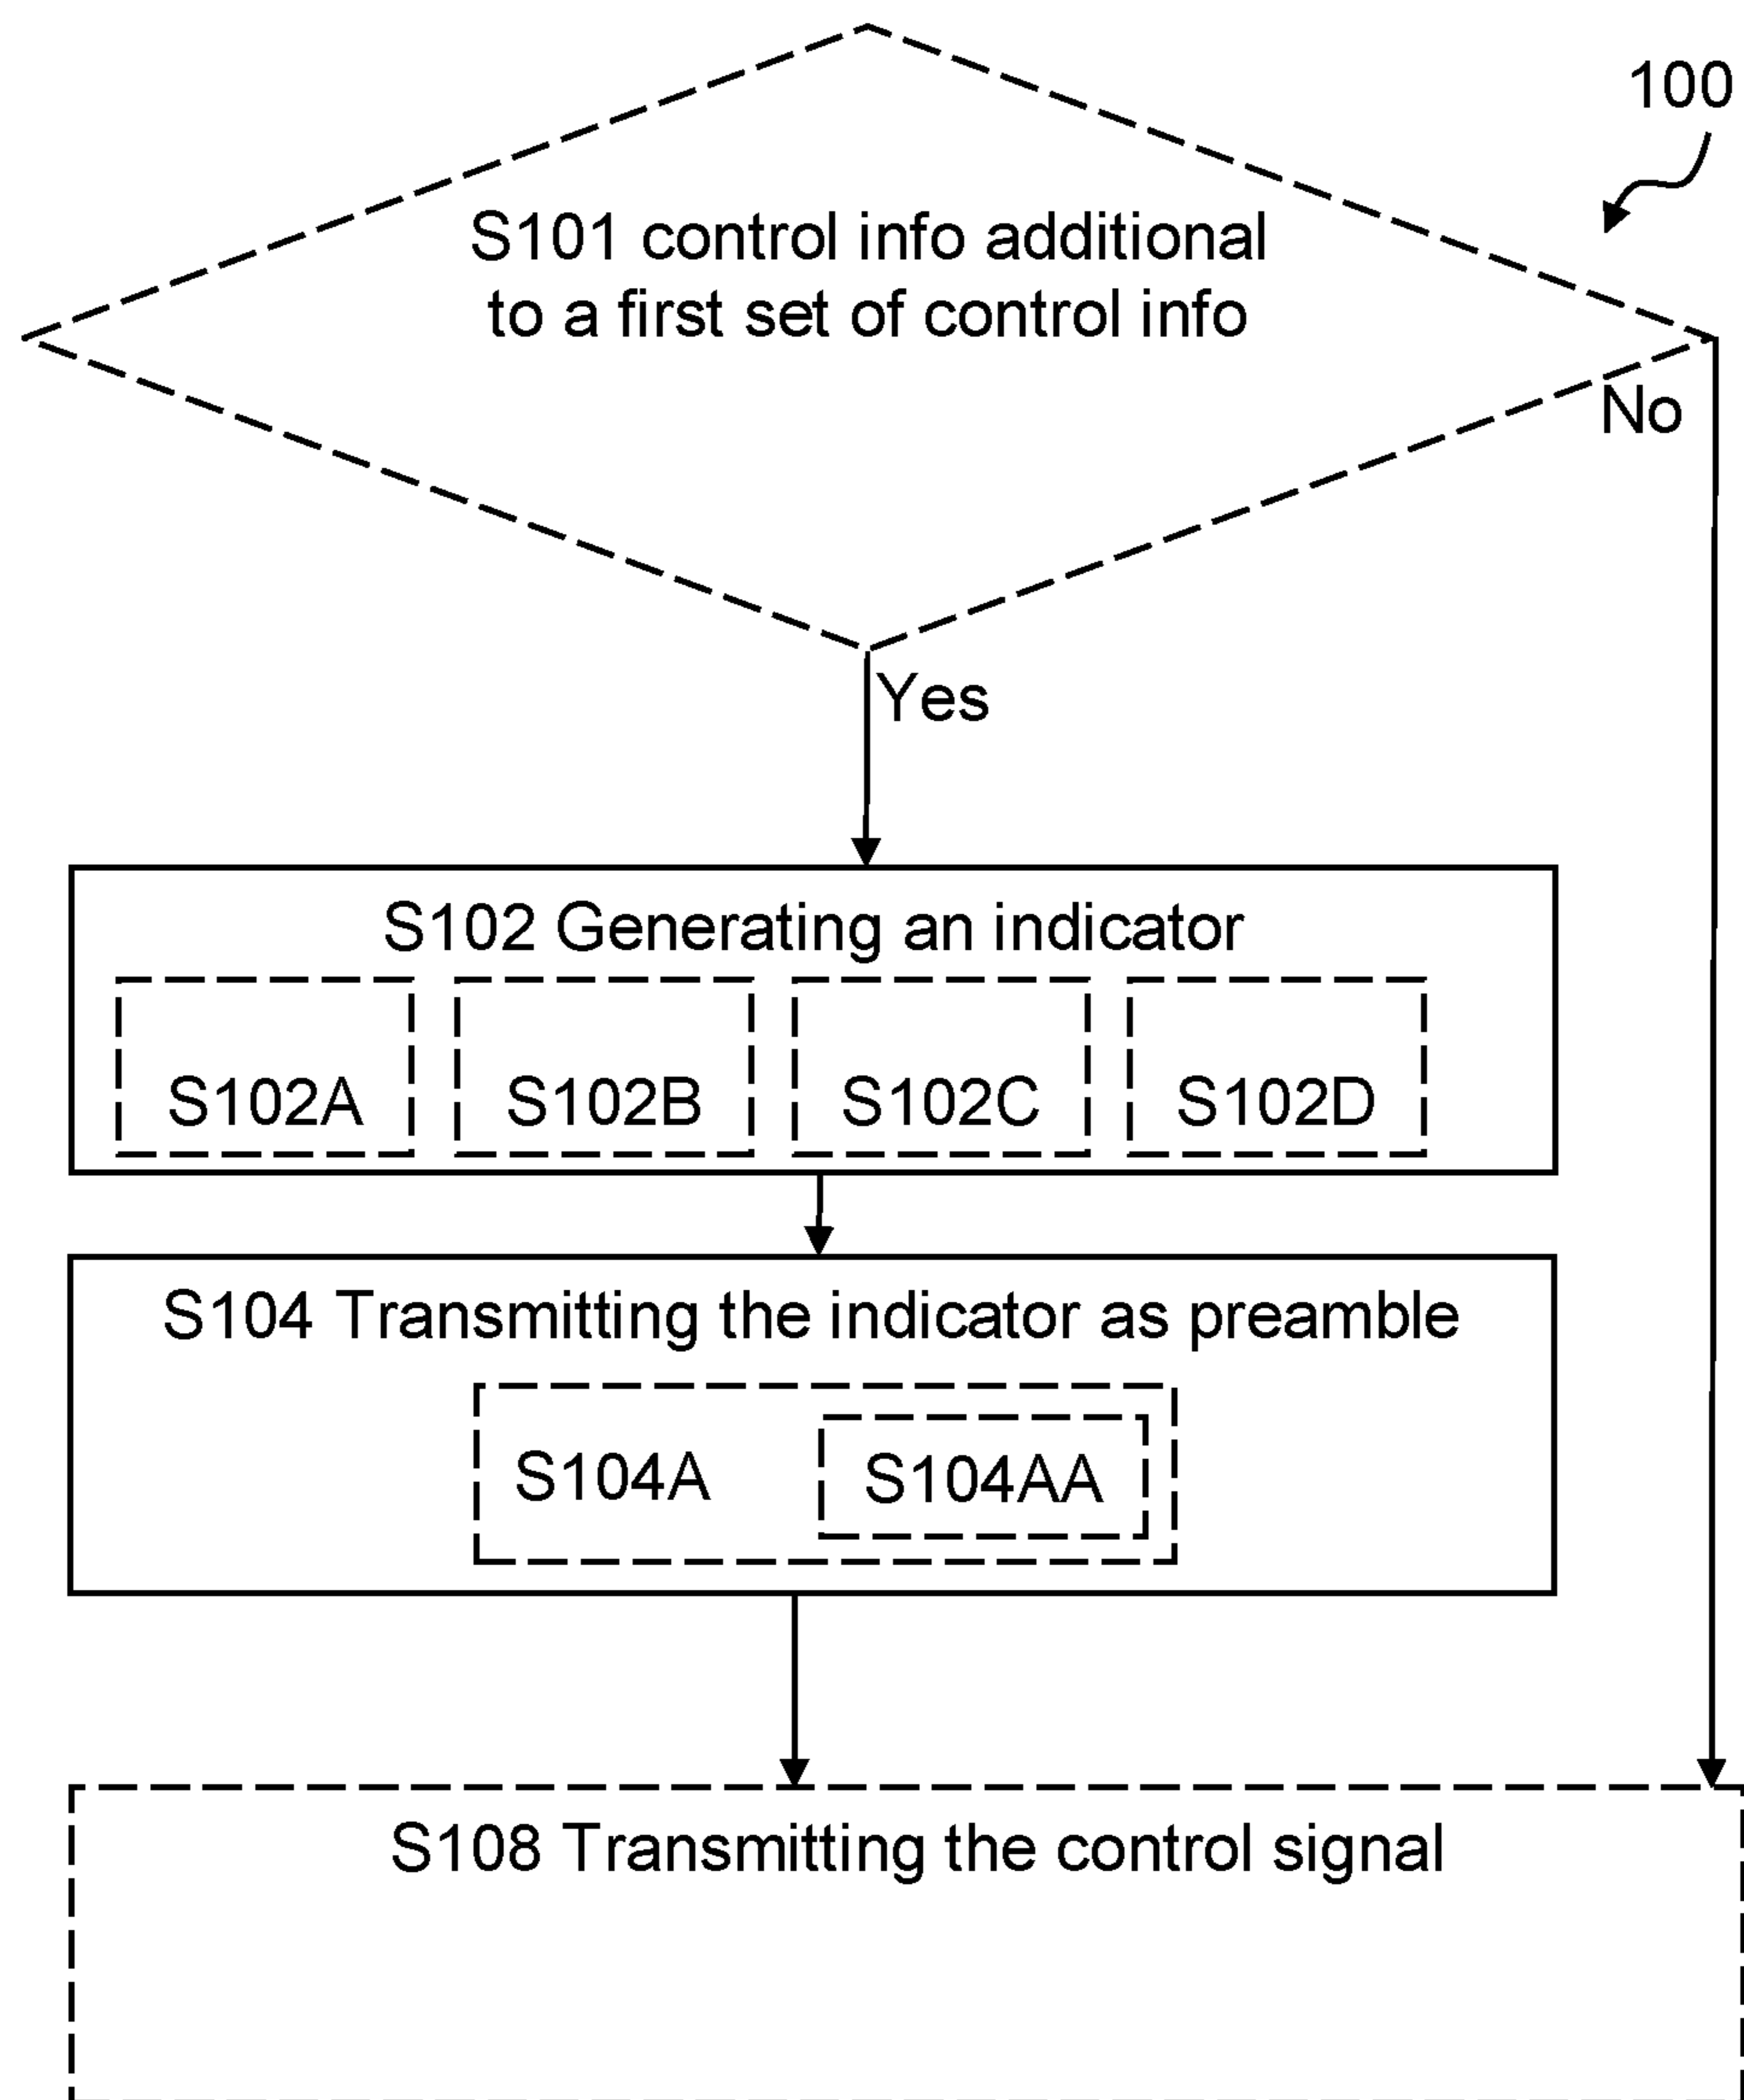 100
S101 control info additional
to a first set of control info
No
Yes
S102 Generating an indicator
S102A
S102B
S102C
S102D
S104 Transmitting the indicator as preamble
S104A
S104AA
S108 Transmitting the control signal